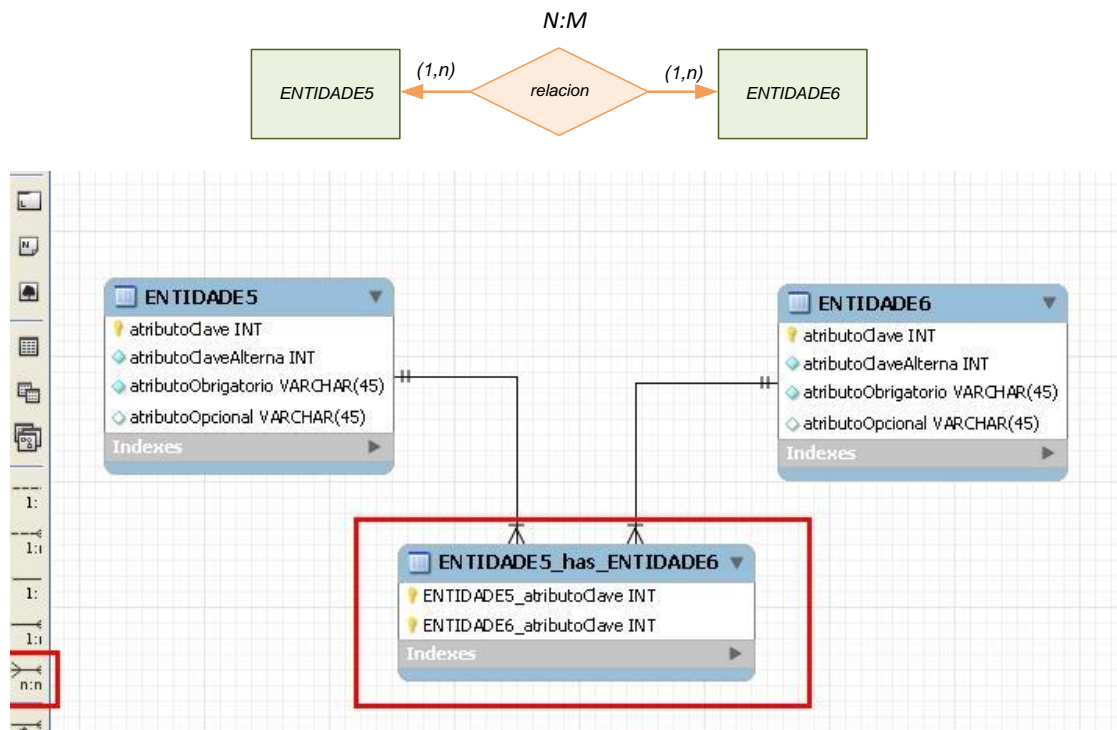 N:M
ENTIDADE5
(1,n)
relacion
(1,n)
ENTIDADE6
L
N
ENTIDADE5
atributoClave INT
atributoClaveAlterna INT
atributoObrigatorio VARCHAR(45)
atributoOpcional VARCHAR(45)
Indexes
ENTIDADE6
atributoClave INT
atributoClaveAlterna INT
atributoObrigatorio VARCHAR(45)
atributoOpcional VARCHAR(45)
Indexes
1:
1:
1:
1:
n:n
ENTIDADE5_has_ENTIDADE6
ENTIDADE5_atributoClave INT
ENTIDADE6_atributoClave INT
Indexes